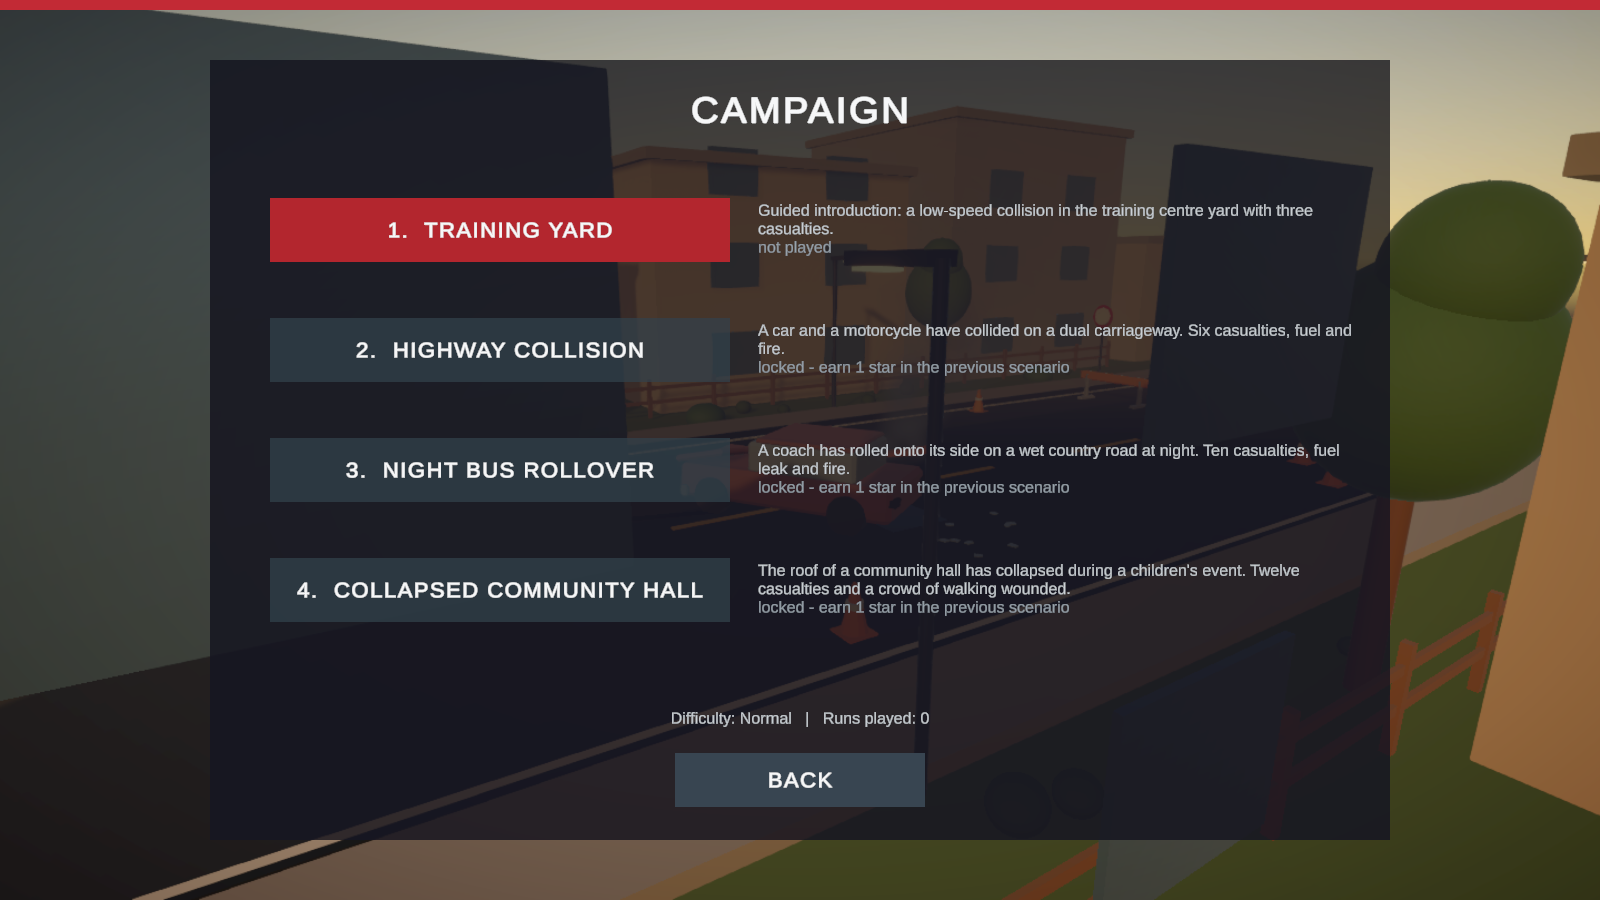 CAMPAIGN
1. TRAINING YARD
Guided introduction: a low-speed collision in the training centre yard with three
casualties.
not played
2. HIGHWAY COLLISION
A car and a motorcycle have collided on a dual carriageway. Six casualties, fuel and
fire.
locked - earn 1 star in the previous scenario
3. NIGHT BUS ROLLOVER
A coach has rolled onto its side on a wet country road at night. Ten casualties, fuel
leak and fire.
locked - earn 1 star in the previous scenario
4. COLLAPSED COMMUNITY HALL
The roof of a community hall has collapsed during a children's event. Twelve
casualties and a crowd of walking wounded.
locked - earn 1 star in the previous scenario
Difficulty: Normal | Runs played: 0
BACK